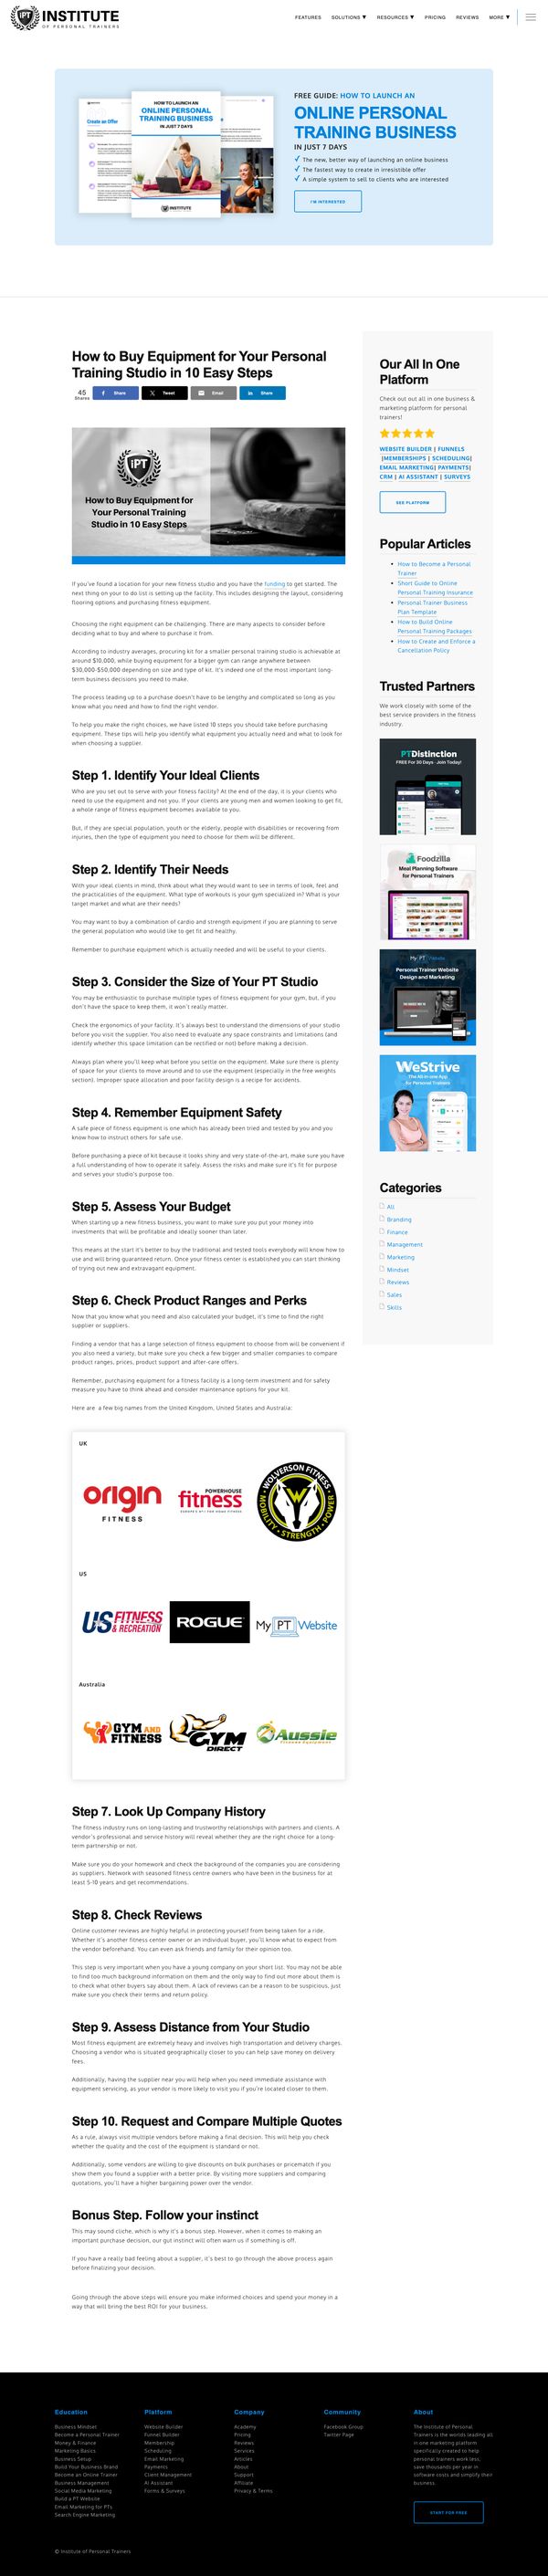 IPT INSTITUTE
OF PERSONAL TRAINERS
FEATURES SOLUTIONS ▼ RESOURCES ▼ PRICING REVIEWS MORE ▼
Create an Offer
HOW TO LAUNCH AN
ONLINE PERSONAL
TRAINING BUSINESS
IN JUST 7 DAYS
INSTITUTE
FREE GUIDE: HOW TO LAUNCH AN
ONLINE PERSONAL
TRAINING BUSINESS
IN JUST 7 DAYS
✓ The new, better way of launching an online business
✓ The fastest way to create in irresistible offer
✓ A simple system to sell to clients who are interested
I'M INTERESTED
How to Buy Equipment for Your Personal
Training Studio in 10 Easy Steps
45
Shares
Share
Tweet
Email
Share
IPT
How to Buy Equipment for
Your Personal Training
Studio in 10 Easy Steps
If you've found a location for your new fitness studio and you have the funding to get started. The
next thing on your to do list is setting up the facility. This includes designing the layout, considering
flooring options and purchasing fitness equipment.
Choosing the right equipment can be challenging. There are so many aspects to consider before
deciding what to buy and where to purchase it from.
According to industry averages, equipment for a smaller personal training studio is achievable at
around $10,000, while buying equipment for a bigger gym can range anywhere between
$30,000-$50,000 depending on size and type of it. It's indeed one of the most important long-
term business decisions you need to make.
The process leading up to a purchase doesn't have to be lengthy and complicated so long as you
know what you need and how to find the right vendor.
To help you make the right choices, we have listed 10 steps you should take before purchasing
equipment. These tips will help you identify what equipment you actually need and what to look for
when choosing a supplier.
Step 1. Identify Your Ideal Clients
Who are you set out to serve with your facility? At the end of the day, it is your clients who
need to use the equipment and not you. If your clients are young men and women looking to get fit,
a whole range of fitness equipment becomes available to you.
But, if they are special population, youth or the elderly, people with disabilities or recovering from
injuries, then the type of equipment you need to choose for them will be different.
Step 2. Identify Their Needs
With your ideal clients in mind, think about what they would want to see in terms of look, feel and
the practicalities of the equipment. What type of workouts is your gym specialized in? What is your
target market and what are their needs?
You may want to buy a combination of cardio and strength equipment if you are planning to serve
the general population who would like to get fit and healthy.
Remember to purchase equipment which is actually needed and will be useful to your clients.
Step 3. Consider the Size of Your PT Studio
You may be enthusiastic to purchase multiple types of fitness equipment for your gym, but, if you
don't have the space to keep them, it won't really matter.
Check the ergonomics of your facility. It's always best to understand the dimensions of your studio
before you visit the supplier. You also need to evaluate any space constraints and limitations (and
identify whether this space limitation can be rectified or not) before making a decision.
Always plan where you'll keep what before you settle on the equipment. Make sure there is plenty
of space for your clients to move around and to use the equipment (especially in the free weights
section). Improper space allocation and poor facility design is a recipe for accidents.
Step 4. Remember Equipment Safety
A safe piece of fitness equipment is one which has already been tried and tested by you and you
know how to instruct others for safe use.
Before purchasing a piece of kit because it looks shiny and very state-of-the-art, make sure you have
a full understanding of how to operate it safely. Assess the risks and make sure it's fit for purpose
and serves your studio's purpose too.
Step 5. Assess Your Budget
When starting up a new fitness business, you want to make sure you put your money into
investments that will be profitable and ideally sooner than later.
This means at the start it's better to buy the traditional and tested tools everybody will know how to
use and will bring guaranteed return. Once your fitness center is established you can start thinking
of trying out new and extravagant equipment.
Step 6. Check Product Ranges and Perks
Now that you know what you need and also calculated your budget, it's time to find the right
supplier or suppliers.
Finding a vendor that has a large selection of fitness equipment to choose from will be convenient if
you also need a variety, but make sure you check a few bigger and smaller companies to compare
product ranges, prices, product support and after-care offers.
Remember, purchasing equipment for a fitness facility is a long-term investment and for safety
measure you have to think ahead and consider maintenance options for your kit.
Here are a few big names from the United Kingdom, United States and Australia:
UK
origin
FITNESS
POWERHOUSE
fitness
WOLVERSON FITNESS
MOBILITY • STRENGTH • POWER
US
US FITNESS
& RECREATION
ROGUE
My PT Website
Australia
GYM AND
FITNESS
GYM
DIRECT
Aussie
Fitness Equipment
Step 7. Look Up Company History
The fitness industry runs on long-lasting and trustworthy relationships with partners and clients. A
vendor's professional and service history will reveal whether they are the right choice for a long-
term partnership or not.
Make sure you do your homework and check the background of the companies you are considering
as suppliers. Network with seasoned fitness centre owners who have been in the business for at
least 5-10 years and get recommendations.
Step 8. Check Reviews
Online customer reviews are highly helpful in protecting yourself from being taken for a ride.
Whether it's another fitness center owner or an individual buyer, you'll know what to expect from
the vendor beforehand. You can even ask friends and family for their opinion too.
This step is very important when you have a young company on your short list. You may not be able
to find too much background information on them and the only way to find out more about them is
to check what other buyers say about them. A lack of reviews can be a reason to be suspicious, just
make sure you check their terms and return policy.
Step 9. Assess Distance from Your Studio
Most fitness equipment are extremely heavy and involves high transportation and delivery charges.
Choosing a vendor who is situated geographically closer to you can help save money on delivery
fees.
Additionally, having the supplier near you will help when you need immediate assistance with
equipment servicing, as your vendor is more likely to visit you if you're located closer to them.
Step 10. Request and Compare Multiple Quotes
As a rule, always visit multiple vendors before making a final decision. This will help you check
whether the quality and the cost of the equipment is standard or not.
Additionally, some vendors are willing to give discounts on bulk purchases or pricematch if you
show them you found a supplier with a better price. By visiting more suppliers and comparing
quotations, you'll have a higher bargaining power over the vendor.
Bonus Step. Follow your instinct
This may sound cliche, which is why it's a bonus step. However, when it comes to making an
important purchase decision, our gut instinct will often warn us if something is off.
If you have a really bad feeling about a supplier, it's best to go through the above process again
before finalizing your decision.
Going through the above steps will ensure you make informed choices and spend your money in a
way that will bring the best ROI for your business.
Our All In One
Platform
Check out out all in one business &
marketing platform for personal
trainers!
WEBSITE BUILDER | FUNNELS
|MEMBERSHIPS | SCHEDULING|
EMAIL MARKETING| PAYMENTS|
CRM | AI ASSISTANT | SURVEYS
SEE PLATFORM
Popular Articles
• How to Become a Personal
Trainer
• Short Guide to Online
Personal Training Insurance
• Personal Trainer Business
Plan Template
• How to Build Online
Personal Training Packages
• How to Create and Enforce a
Cancellation Policy
Trusted Partners
We work closely with some of the
best service providers in the fitness
industry.
PTDistinction
FREE For 30 Days - Join Today!
Foodzilla
Meal Planning Software
for Personal Trainers
My PT Website
Personal Trainer Website
Design and Marketing
WeStrive
The All-in-one App
for Personal Trainers
Calendar
Categories
All
Branding
Finance
Management
Marketing
Mindset
Reviews
Sales
Skills
Education
Business Mindset
Become a Personal Trainer
Money & Finance
Marketing Basics
Business Setup
Build Your Business Brand
Become an Online Trainer
Business Management
Social Media Marketing
Build a PT Website
Email Marketing for PTs
Search Engine Marketing
Platform
Website Builder
Funnel Builder
Membership
Scheduling
Email Marketing
Payments
Client Management
AI Assistant
Forms & Surveys
Company
Academy
Pricing
Reviews
Services
Articles
About
Support
Affiliate
Privacy & Terms
Community
Facebook Group
Twitter Page
About
The Institute of Personal
Trainers is the worlds leading all
in one marketing platform
specifically created to help
personal trainers work less,
save thousands per year in
software costs and simplify their
business.
START FOR FREE
© Institute of Personal Trainers